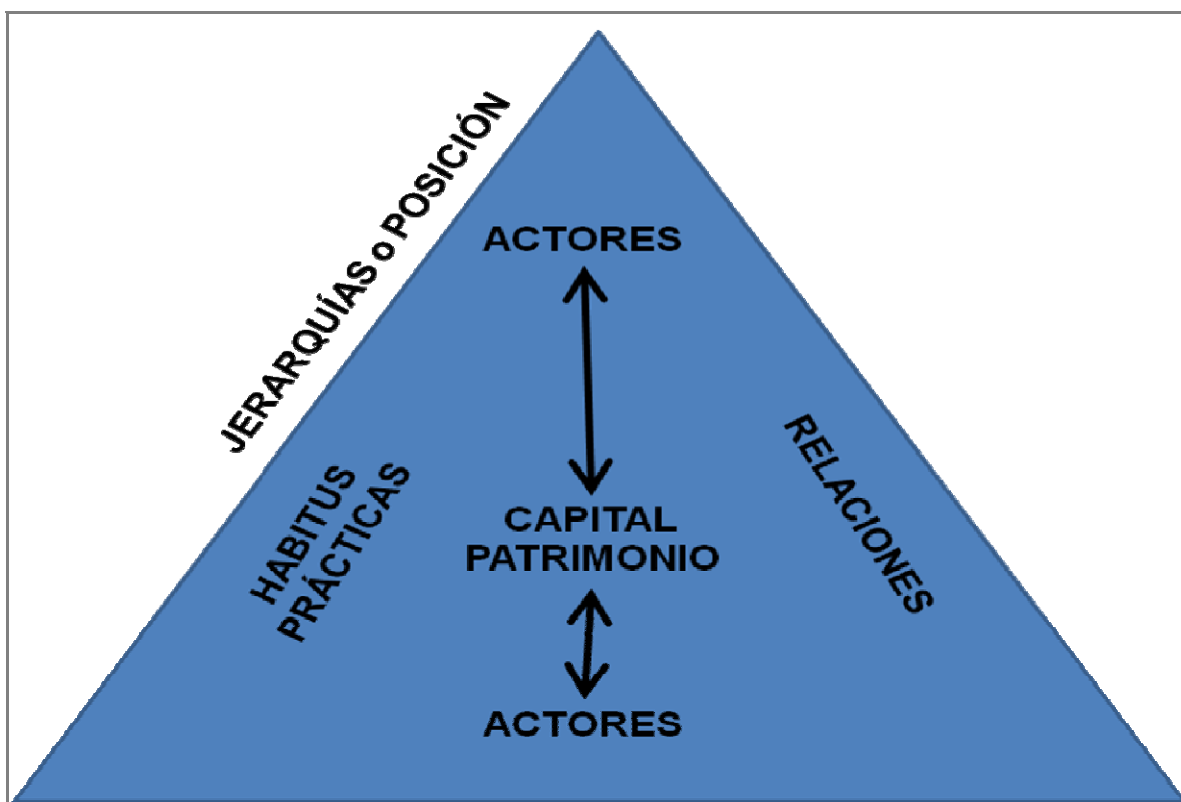 JERARQUÍAS o POSICIÓN
ACTORES
HABITUS
PRÁCTICAS
CAPITAL
PATRIMONIO
RELACIONES
ACTORES